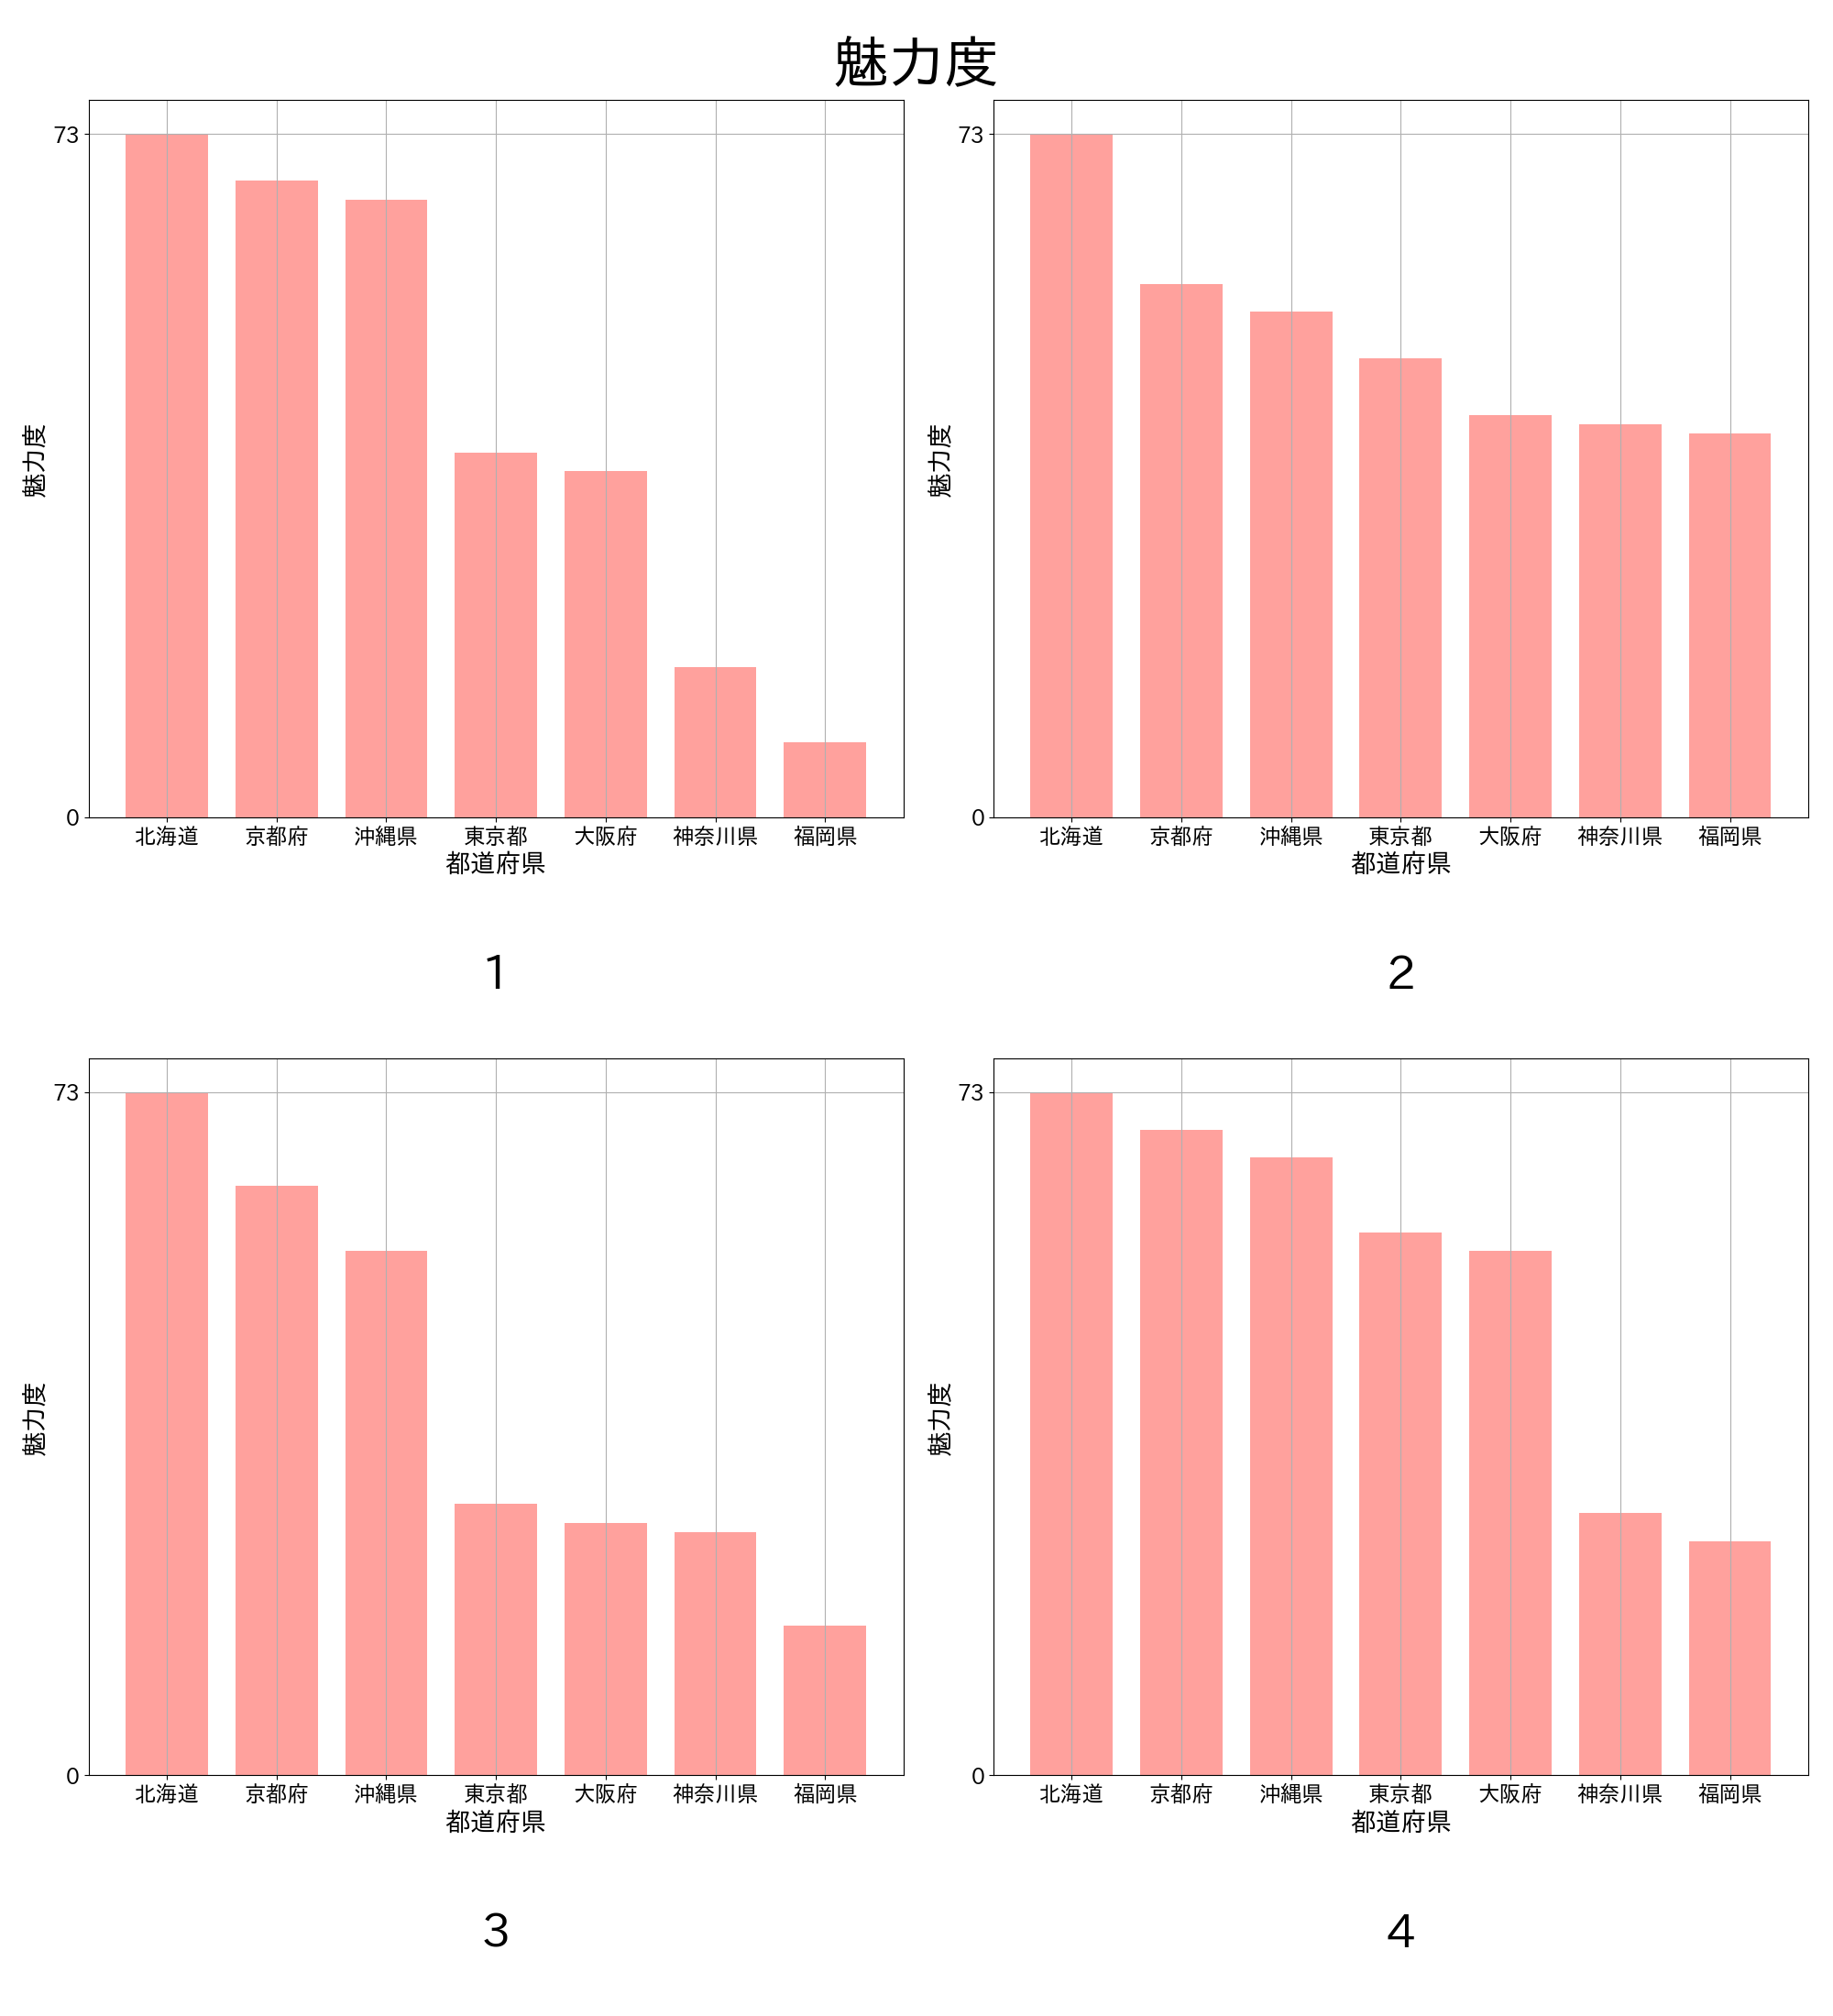 魅力度
73
0
魅力度
北海道 京都府 沖縄県 東京都 大阪府 神奈川県 福岡県
都道府県
1
73
0
魅力度
北海道 京都府 沖縄県 東京都 大阪府 神奈川県 福岡県
都道府県
2
73
0
魅力度
北海道 京都府 沖縄県 東京都 大阪府 神奈川県 福岡県
都道府県
3
73
0
魅力度
北海道 京都府 沖縄県 東京都 大阪府 神奈川県 福岡県
都道府県
4